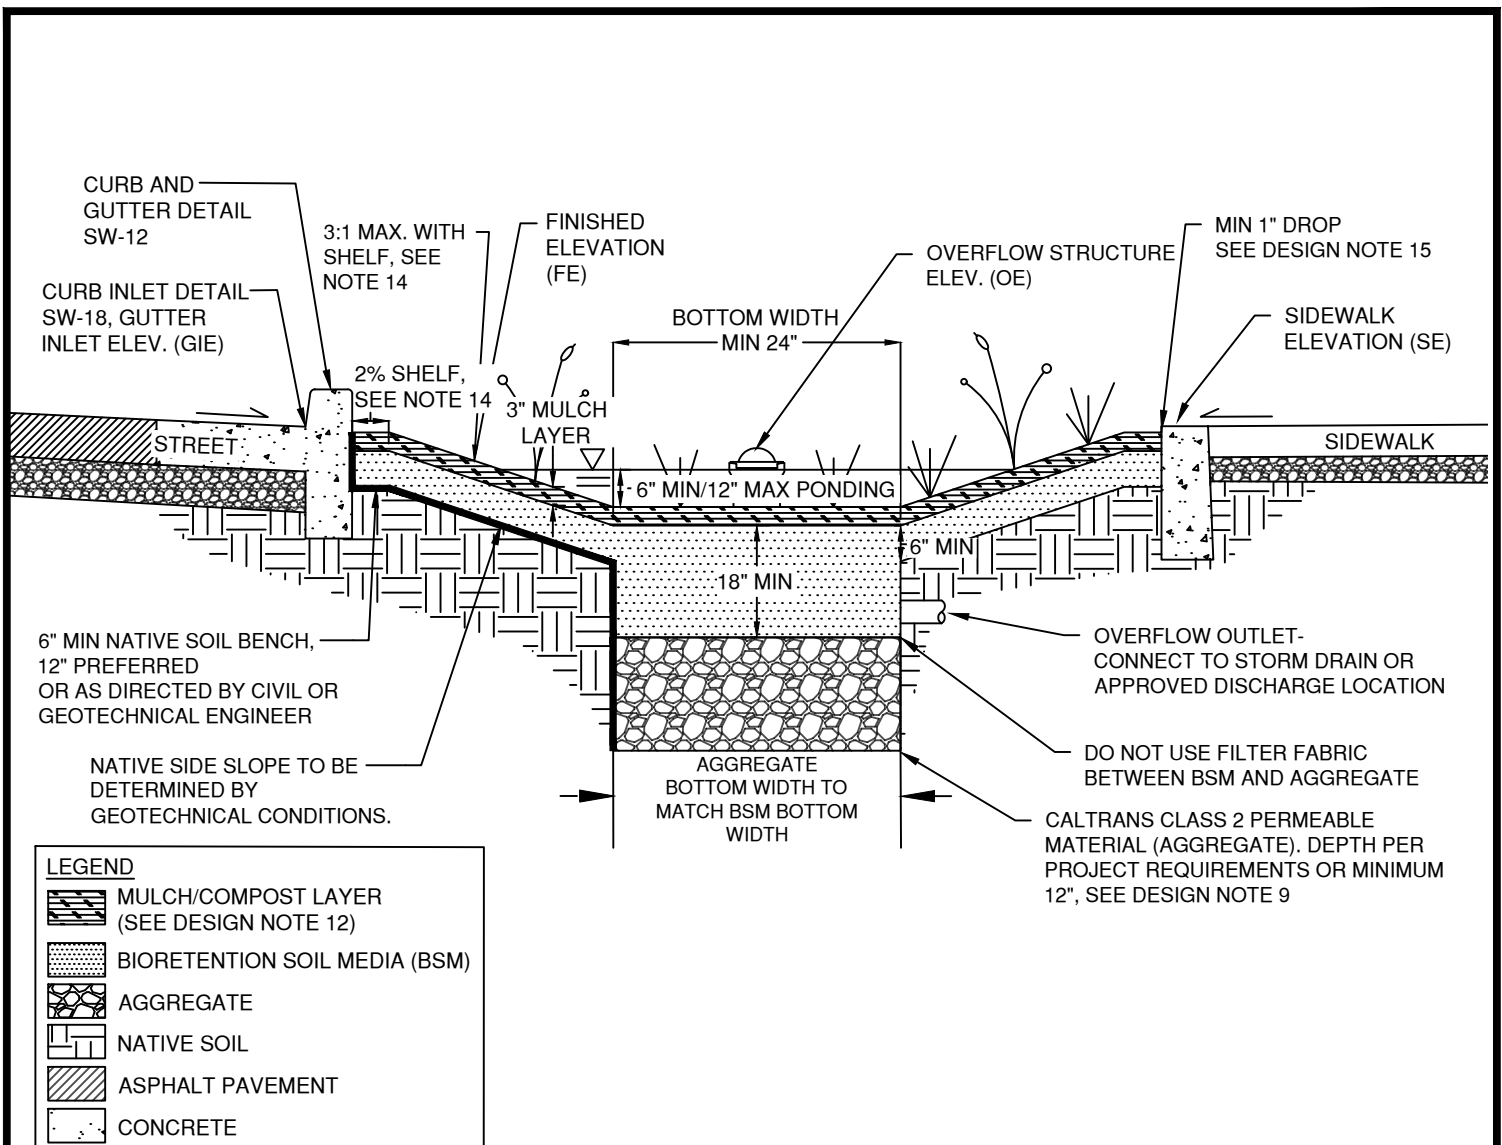 CURB AND
GUTTER DETAIL
SW-12
3:1 MAX. WITH
SHELF, SEE
NOTE 14
FINISHED
ELEVATION
(FE)
OVERFLOW STRUCTURE
ELEV. (OE)
MIN 1" DROP
SEE DESIGN NOTE 15
CURB INLET DETAIL
SW-18, GUTTER
INLET ELEV. (GIE)
BOTTOM WIDTH
MIN 24"
SIDEWALK
ELEVATION (SE)
2% SHELF,
SEE NOTE 14
3" MULCH
LAYER
STREET
SIDEWALK
6" MIN/12" MAX PONDING
6" MIN
18" MIN
6" MIN NATIVE SOIL BENCH,
12" PREFERRED
OR AS DIRECTED BY CIVIL OR
GEOTECHNICAL ENGINEER
OVERFLOW OUTLET-
CONNECT TO STORM DRAIN OR
APPROVED DISCHARGE LOCATION
NATIVE SIDE SLOPE TO BE
DETERMINED BY
GEOTECHNICAL CONDITIONS.
AGGREGATE
BOTTOM WIDTH TO
MATCH BSM BOTTOM
WIDTH
DO NOT USE FILTER FABRIC
BETWEEN BSM AND AGGREGATE
CALTRANS CLASS 2 PERMEABLE
MATERIAL (AGGREGATE). DEPTH PER
PROJECT REQUIREMENTS OR MINIMUM
12", SEE DESIGN NOTE 9
LEGEND
MULCH/COMPOST LAYER
(SEE DESIGN NOTE 12)
BIORETENTION SOIL MEDIA (BSM)
AGGREGATE
NATIVE SOIL
ASPHALT PAVEMENT
CONCRETE